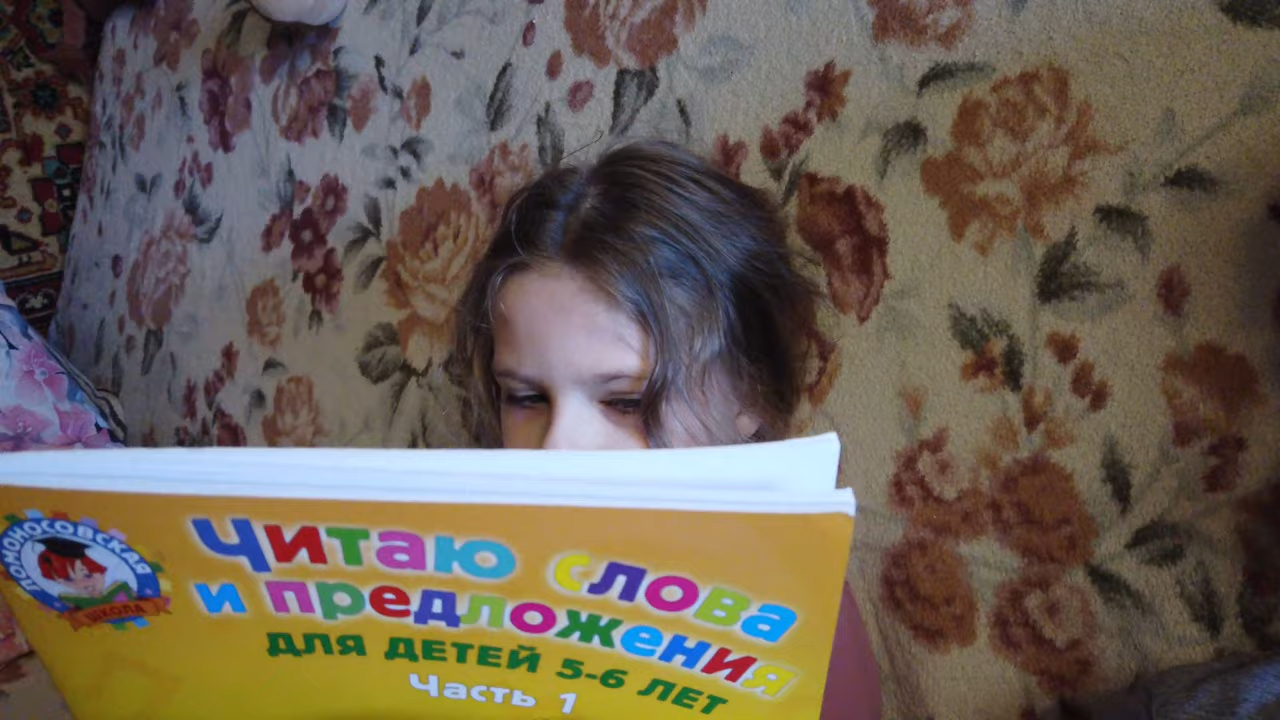 ЛОМОНОСОВСКАЯ
ШКОЛА
Читаю слова
и предложения
ДЛЯ ДЕТЕЙ 5-6 ЛЕТ
Часть 1